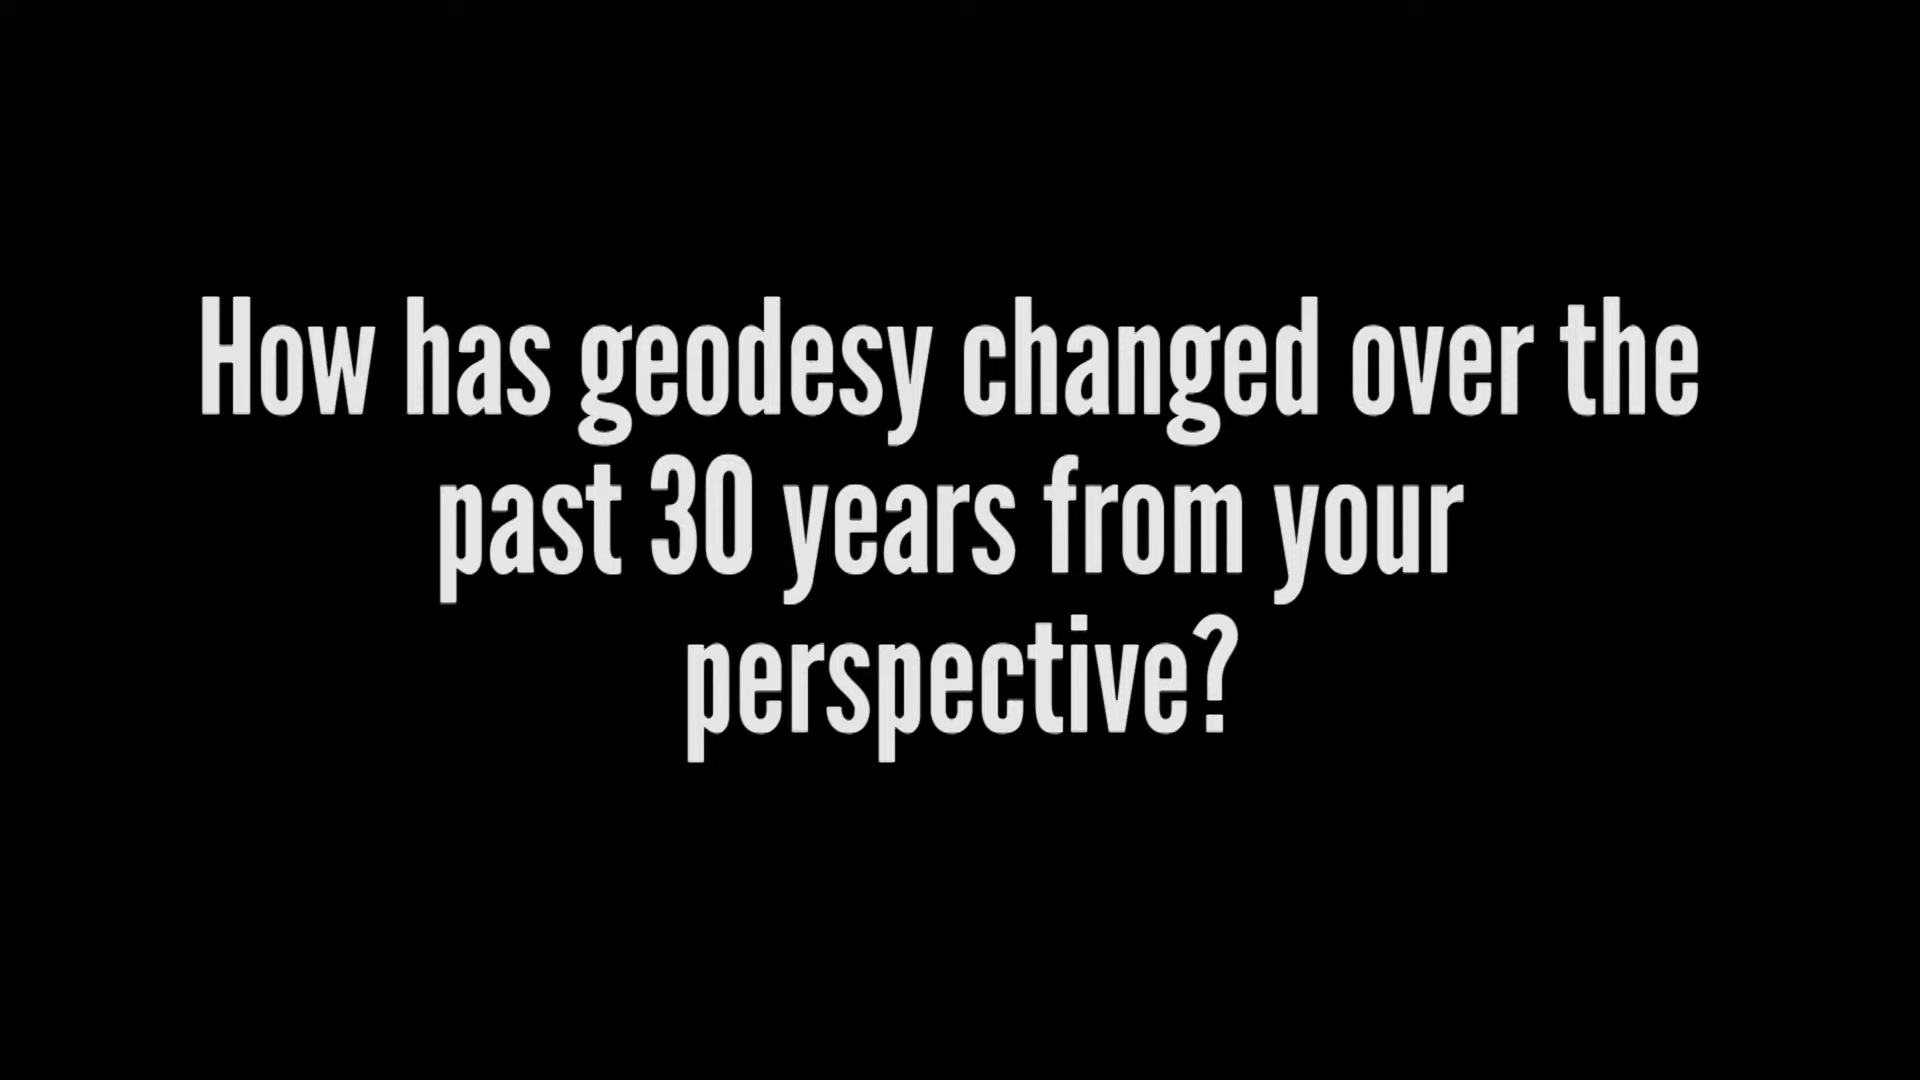 How has geodesy changed over the
past 30 years from your
perspective?